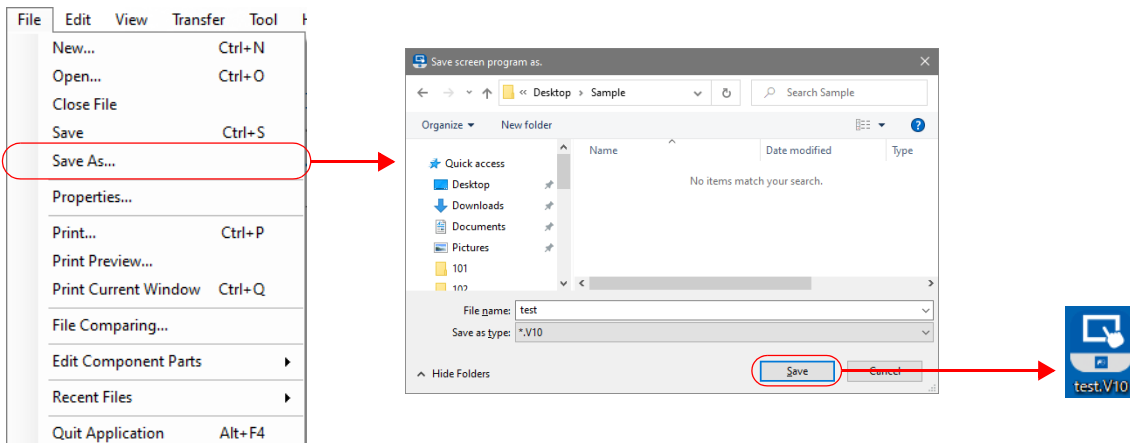 File Edit View Transfer Tool
New... Ctrl+N
Open... Ctrl+O
Close File
Save Ctrl+S
Save As...
Properties...
Print... Ctrl+P
Print Preview...
Print Current Window Ctrl+Q
File Comparing...
Edit Component Parts
Recent Files
Quit Application Alt+F4
Save screen program as.
« Desktop > Sample
Search Sample
Organize New folder
Name Date modified Type
No items match your search.
Quick access
Desktop
Downloads
Documents
Pictures
101
102
File name: test
Save as type: *.V10
Hide Folders
Save Cancel
test.V10